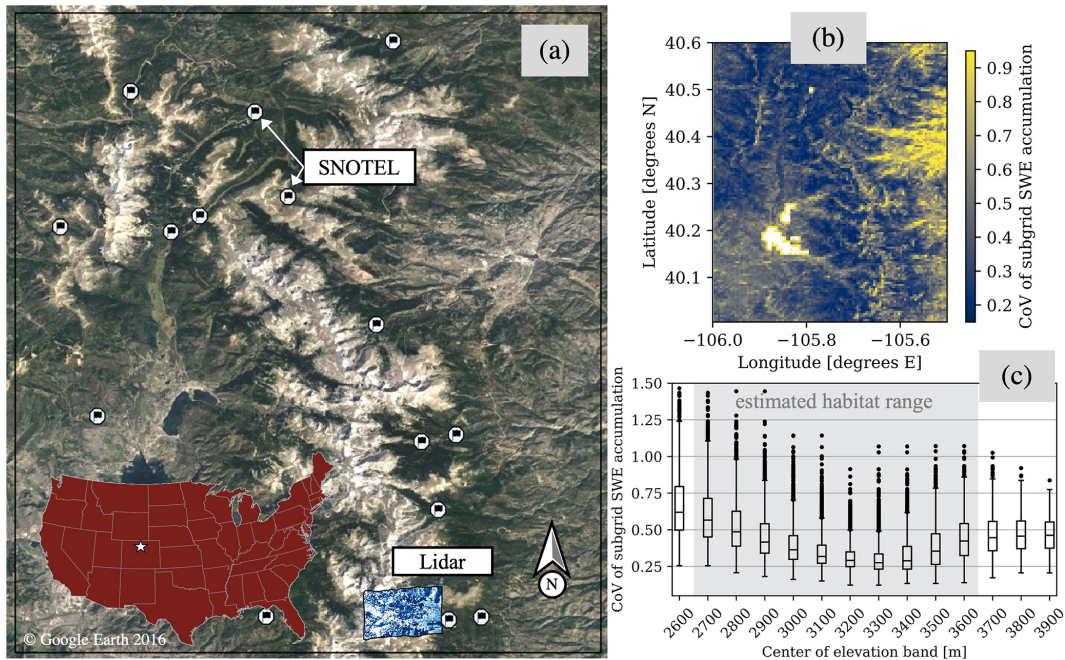 (a)
SNOTEL
Lidar
N
© Google Earth 2016
(b)
40.6
40.5
40.4
40.3
40.2
40.1
Latitude [degrees N]
−106.0
−105.8
−105.6
Longitude [degrees E]
0.9
0.8
0.7
0.6
0.5
0.4
0.3
0.2
CoV of subgrid SWE accumulation
(c)
estimated habitat range
1.50
1.25
1.00
0.75
0.50
0.25
CoV of subgrid SWE accumulation
2600
2700
2800
2900
3000
3100
3200
3300
3400
3500
3600
3700
3800
3900
Center of elevation band [m]